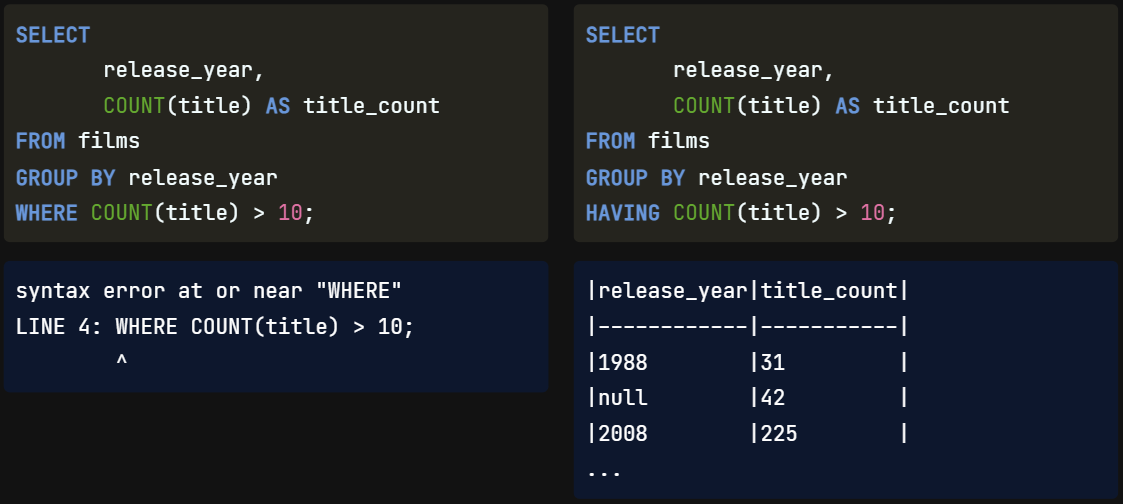 SELECT
       release_year,
       COUNT(title) AS title_count
FROM films
GROUP BY release_year
WHERE COUNT(title) > 10;
syntax error at or near "WHERE"
LINE 4: WHERE COUNT(title) > 10;
        ^
SELECT
       release_year,
       COUNT(title) AS title_count
FROM films
GROUP BY release_year
HAVING COUNT(title) > 10;
|release_year|title_count|
|------------|-----------|
|1988        |31         |
|null        |42         |
|2008        |225        |
...